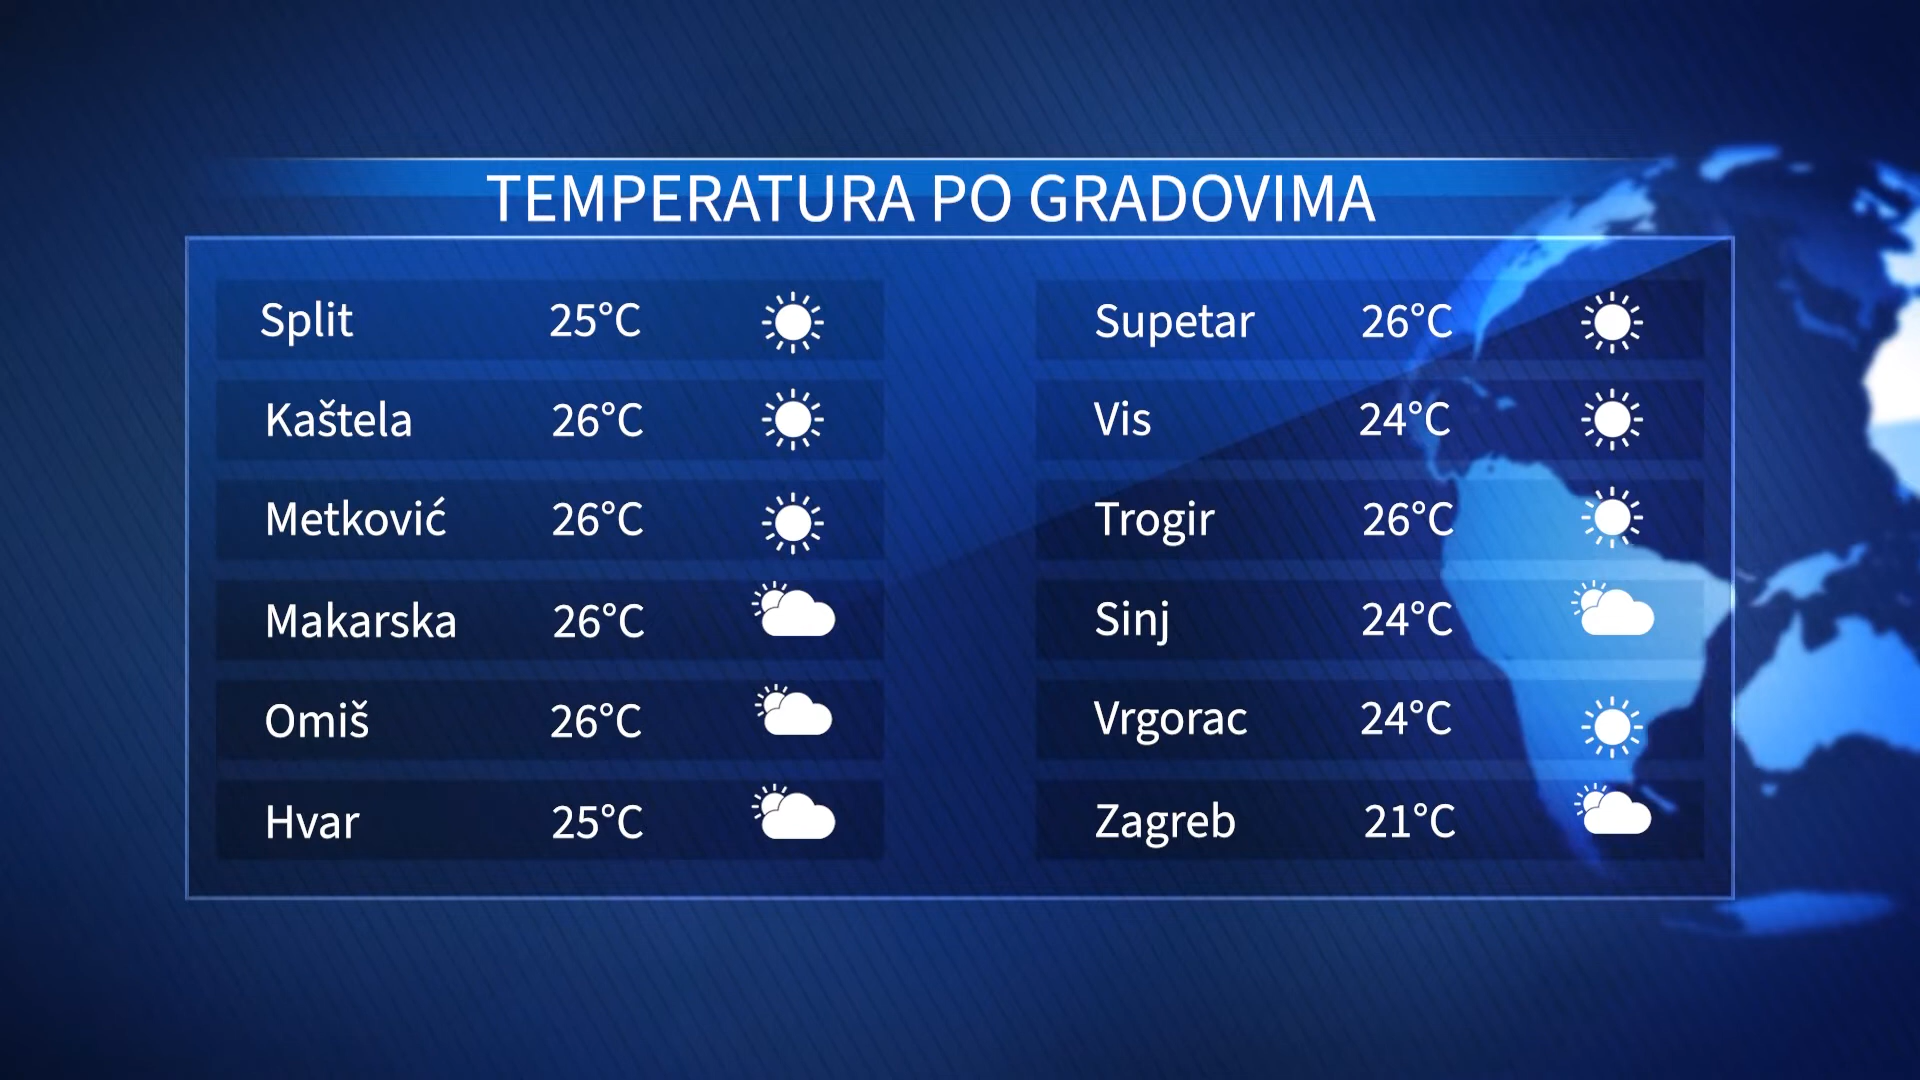 TEMPERATURA PO GRADOVIMA
Split 25°C
Kaštela 26°C
Metković 26°C
Makarska 26°C
Omiš 26°C
Hvar 25°C
Supetar 26°C
Vis 24°C
Trogir 26°C
Sinj 24°C
Vrgorac 24°C
Zagreb 21°C